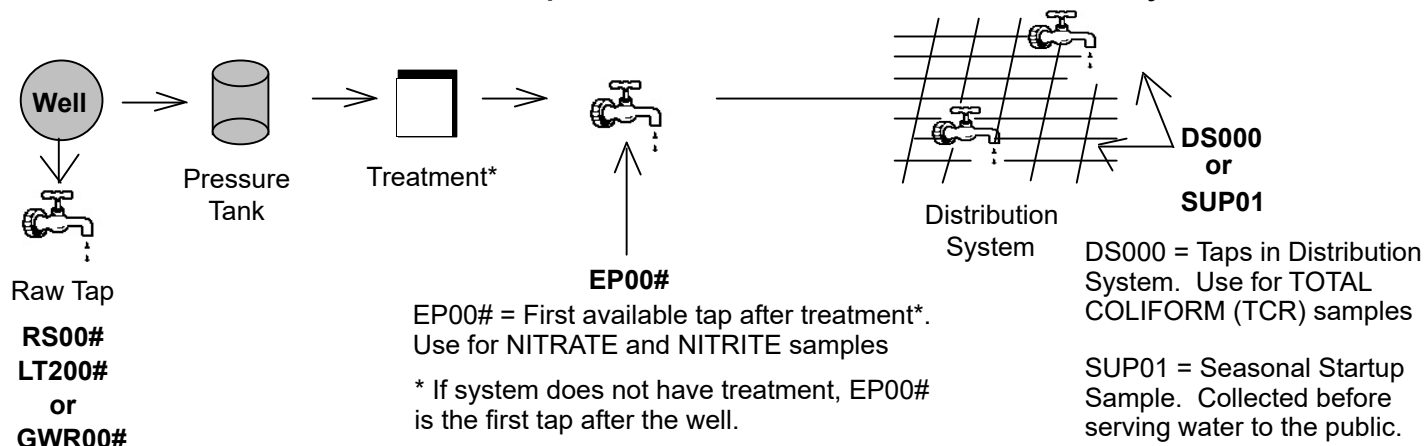 Well
Pressure
Tank
Treatment*
Raw Tap
RS00#
LT200#
or
GWR00#
EP00#
EP00# = First available tap after treatment*.
Use for NITRATE and NITRITE samples
* If system does not have treatment, EP00#
is the first tap after the well.
Distribution
System
DS000
or
SUP01
DS000 = Taps in Distribution
System. Use for TOTAL
COLIFORM (TCR) samples
SUP01 = Seasonal Startup
Sample. Collected before
serving water to the public.